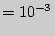 = 10⁻³